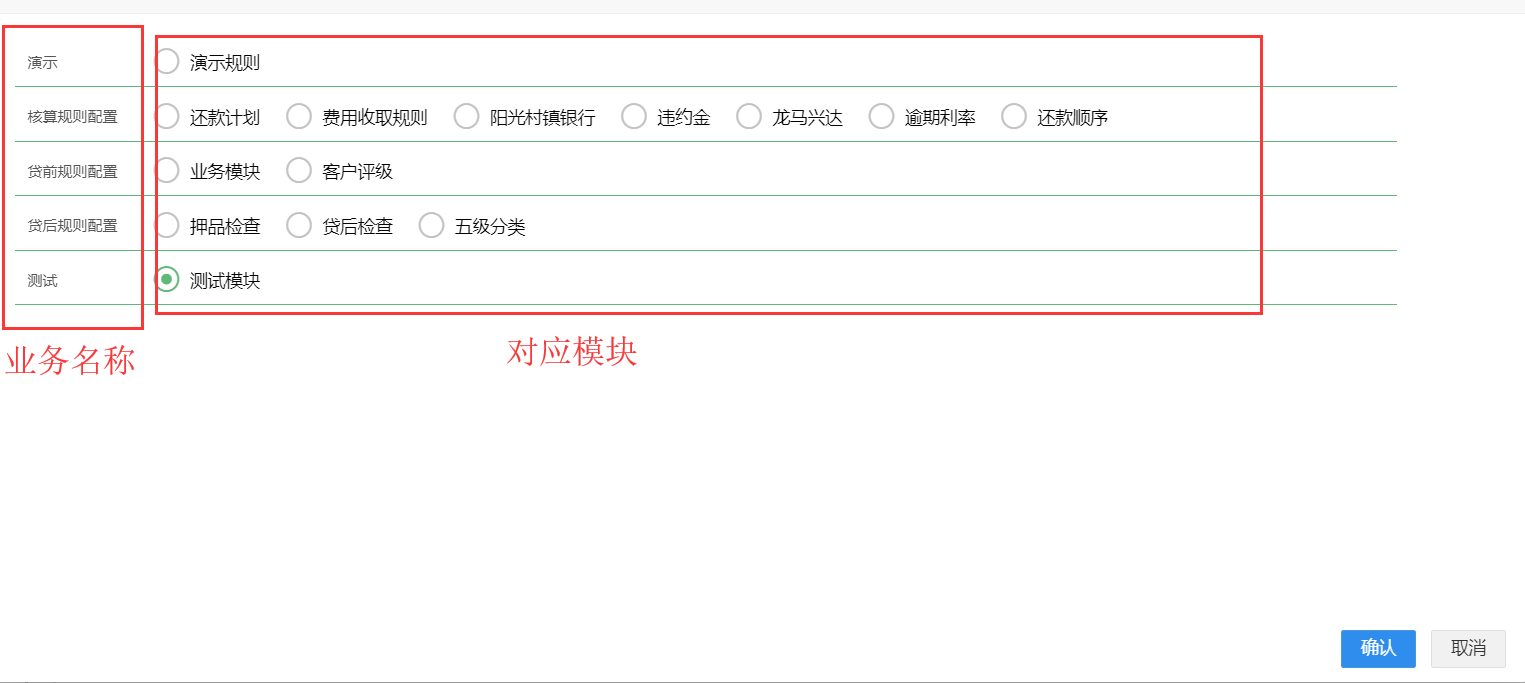 演示 演示规则
核算规则配置 还款计划 费用收取规则 阳光村镇银行 违约金 龙马兴达 逾期利率 还款顺序
贷前规则配置 业务模块 客户评级
贷后规则配置 押品检查 贷后检查 五级分类
测试 测试模块
业务名称 对应模块
确认 取消